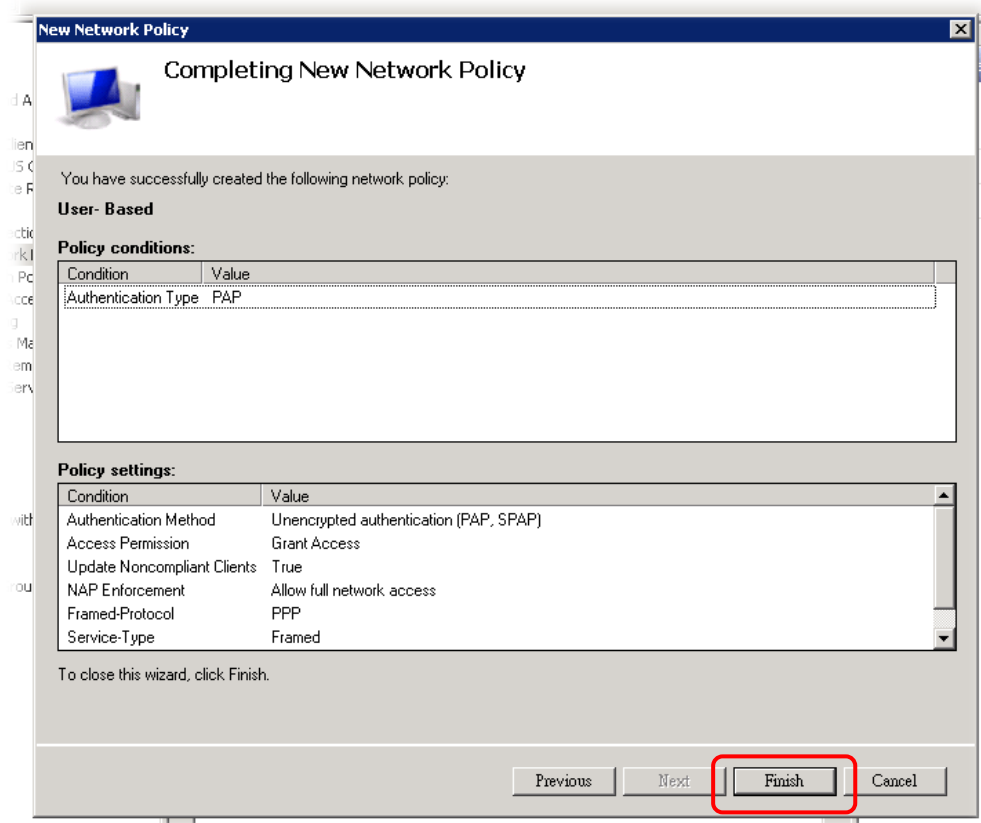 New Network Policy
Completing New Network Policy
You have successfully created the following network policy:
User- Based
Policy conditions:
Condition Value
Authentication Type PAP
Policy settings:
Condition Value
Authentication Method Unencrypted authentication (PAP, SPAP)
Access Permission Grant Access
Update Noncompliant Clients True
NAP Enforcement Allow full network access
Framed-Protocol PPP
Service-Type Framed
To close this wizard, click Finish.
Previous Next Finish Cancel